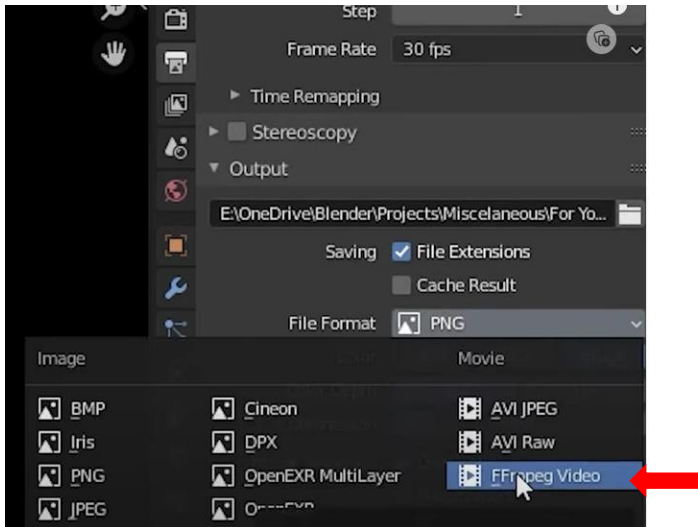 Step 1
Frame Rate 30 fps
Time Remapping
Stereoscopy
Output
E:\OneDrive\Blender\Projects\Miscelaneous\For Yo...
Saving File Extensions
Cache Result
File Format PNG
Image Movie
BMP Cineon AVI JPEG
Iris DPX AVI Raw
PNG OpenEXR MultiLayer FFmpeg Video
JPEG